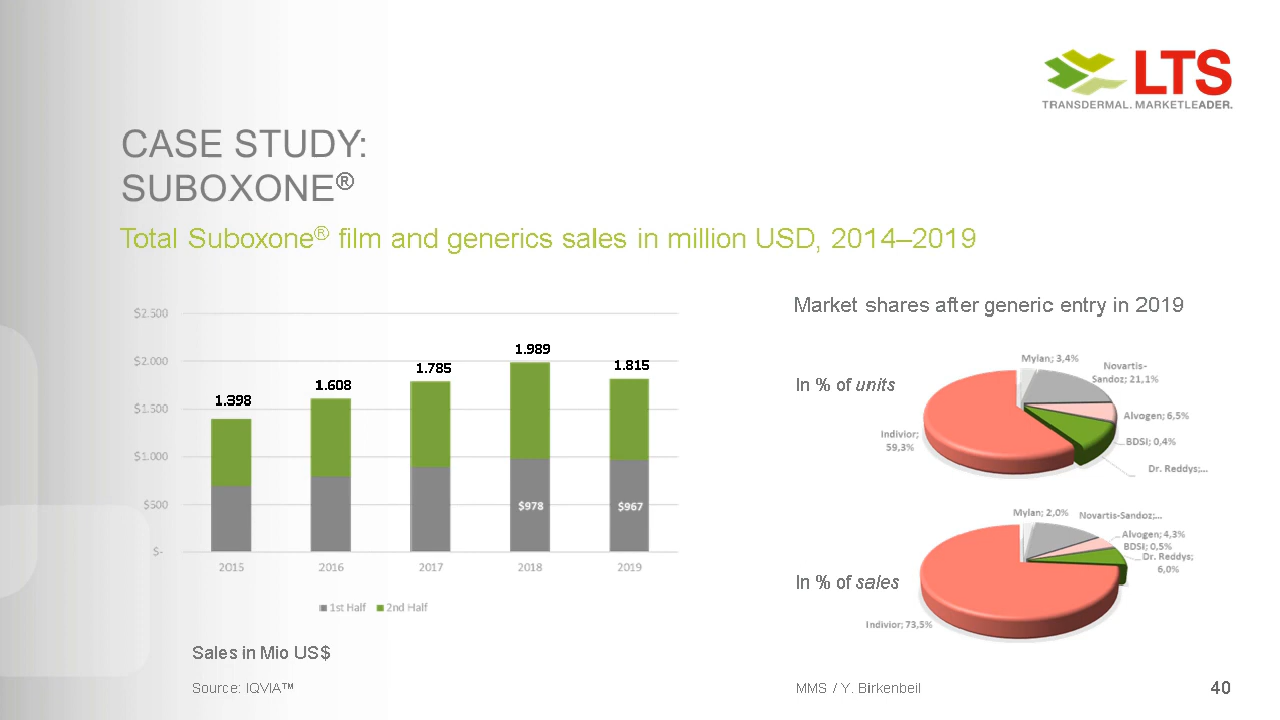 LTS
TRANSDERMAL. MARKETLEADER.
CASE STUDY:
SUBOXONE®
Total Suboxone® film and generics sales in million USD, 2014–2019
Market shares after generic entry in 2019
$2.500
$2.000
$1.500
$1.000
$500
$-
1.398
1.608
1.785
1.989
1.815
$978
$967
2015
2016
2017
2018
2019
1st Half
2nd Half
Sales in Mio US$
In % of units
Mylan; 3,4%
Novartis-
Sandoz; 21,1%
Alvogen; 6,5%
BDSI; 0,4%
Dr. Reddys;...
Indivior;
59,3%
In % of sales
Mylan; 2,0%
Novartis-Sandoz;...
Alvogen; 4,3%
BDSI; 0,5%
Dr. Reddys;
6,0%
Indivior; 73,5%
Source: IQVIA™
MMS / Y. Birkenbeil
40